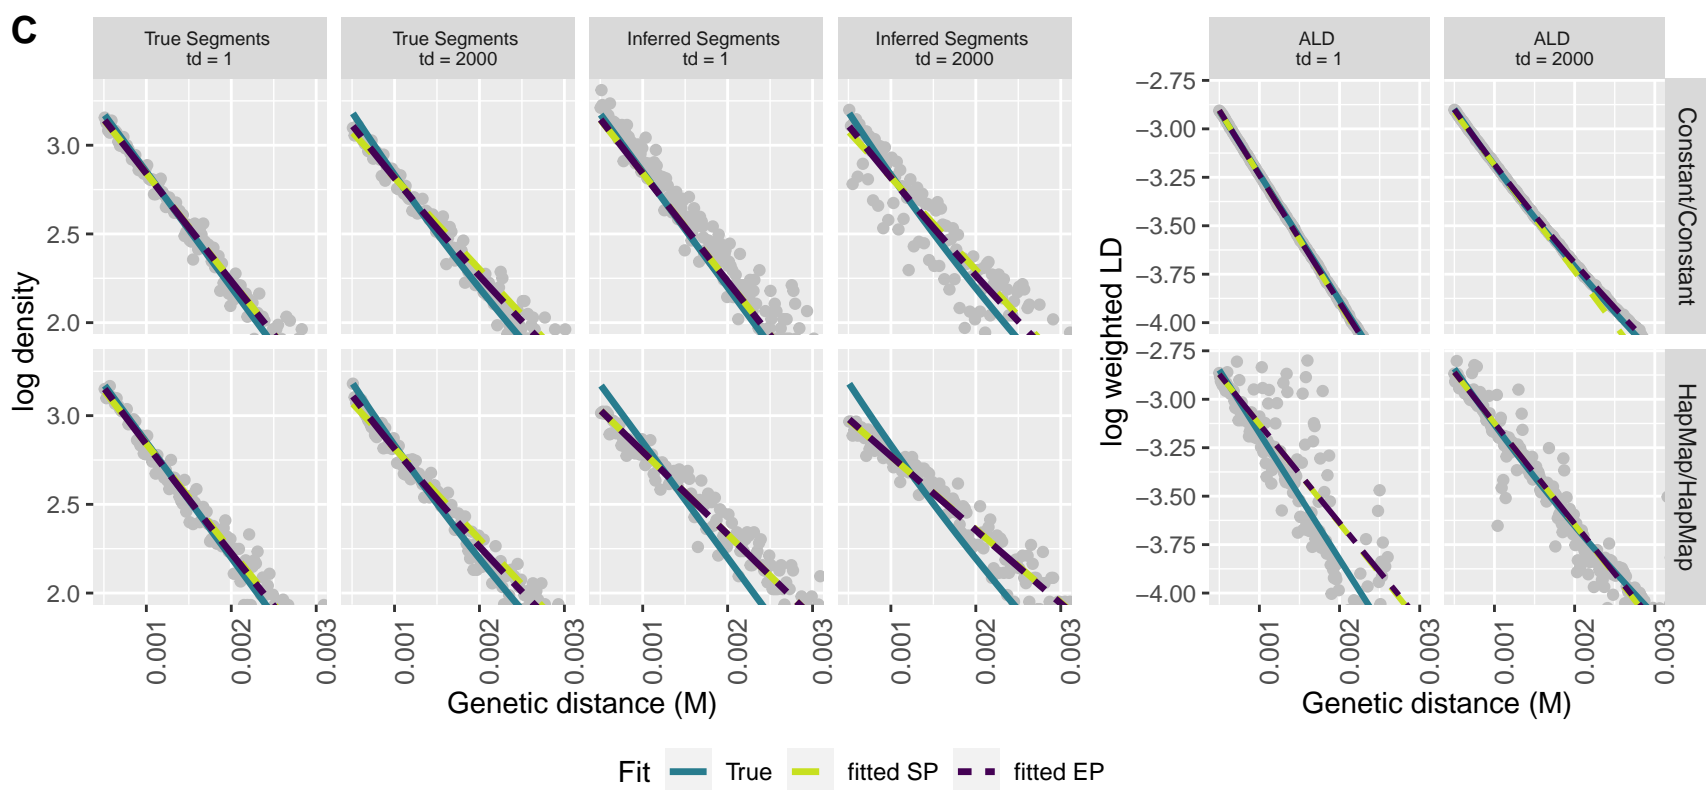 C
True Segments
td = 1
True Segments
td = 2000
Inferred Segments
td = 1
Inferred Segments
td = 2000
ALD
td = 1
ALD
td = 2000
log density
3.0
2.5
2.0
3.0
2.5
2.0
0.001
0.002
0.003
0.001
0.002
0.003
0.001
0.002
0.003
0.001
0.002
0.003
Genetic distance (M)
log weighted LD
−2.75
−3.00
−3.25
−3.50
−3.75
−4.00
−2.75
−3.00
−3.25
−3.50
−3.75
−4.00
Constant/Constant
HapMap/HapMap
0.001
0.002
0.003
0.001
0.002
0.003
Genetic distance (M)
Fit True fitted SP fitted EP